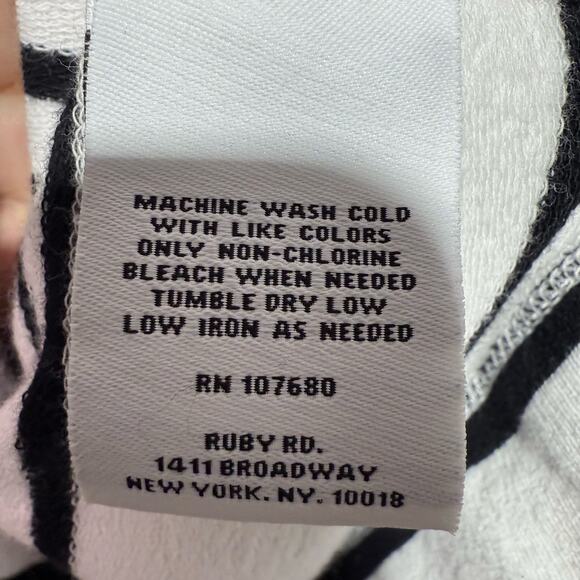 MACHINE WASH COLD
WITH LIKE COLORS
ONLY NON-CHLORINE
BLEACH WHEN NEEDED
TUMBLE DRY LOW
LOW IRON AS NEEDED
RN 107680
RUBY RD.
1411 BROADWAY
NEW YORK. NY. 10018